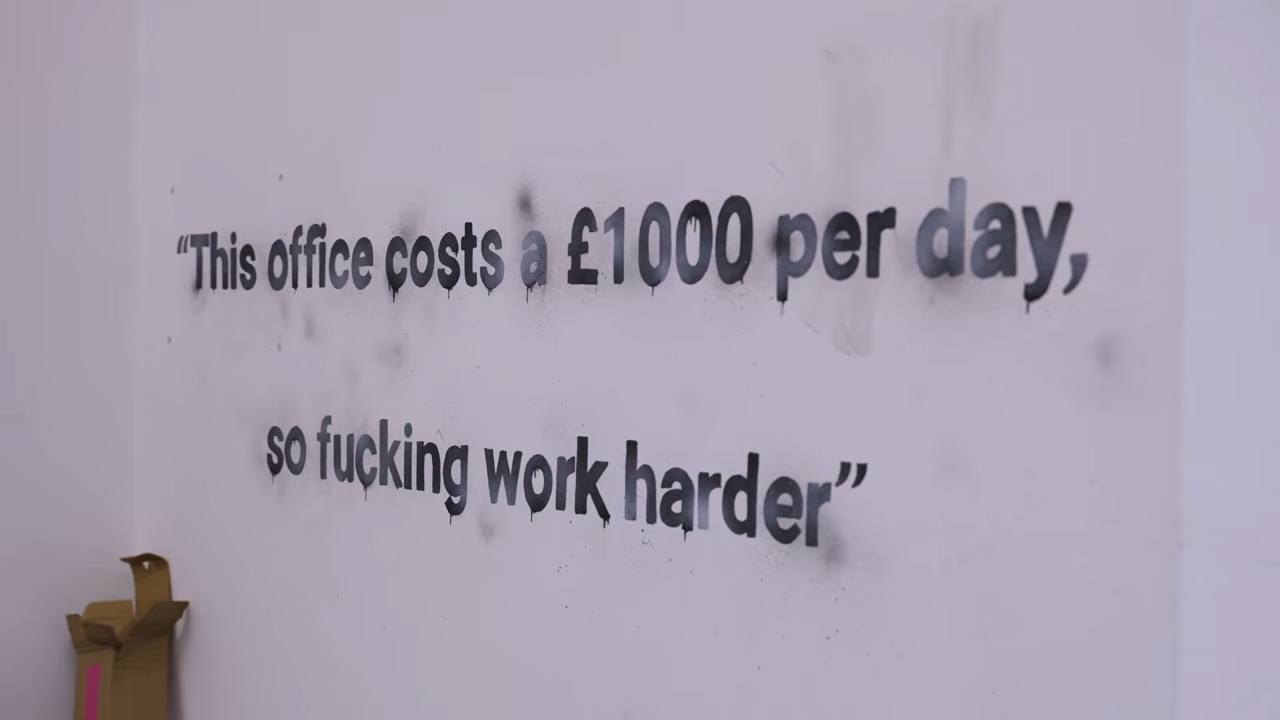 “This office costs a £1000 per day,
so fucking work harder”